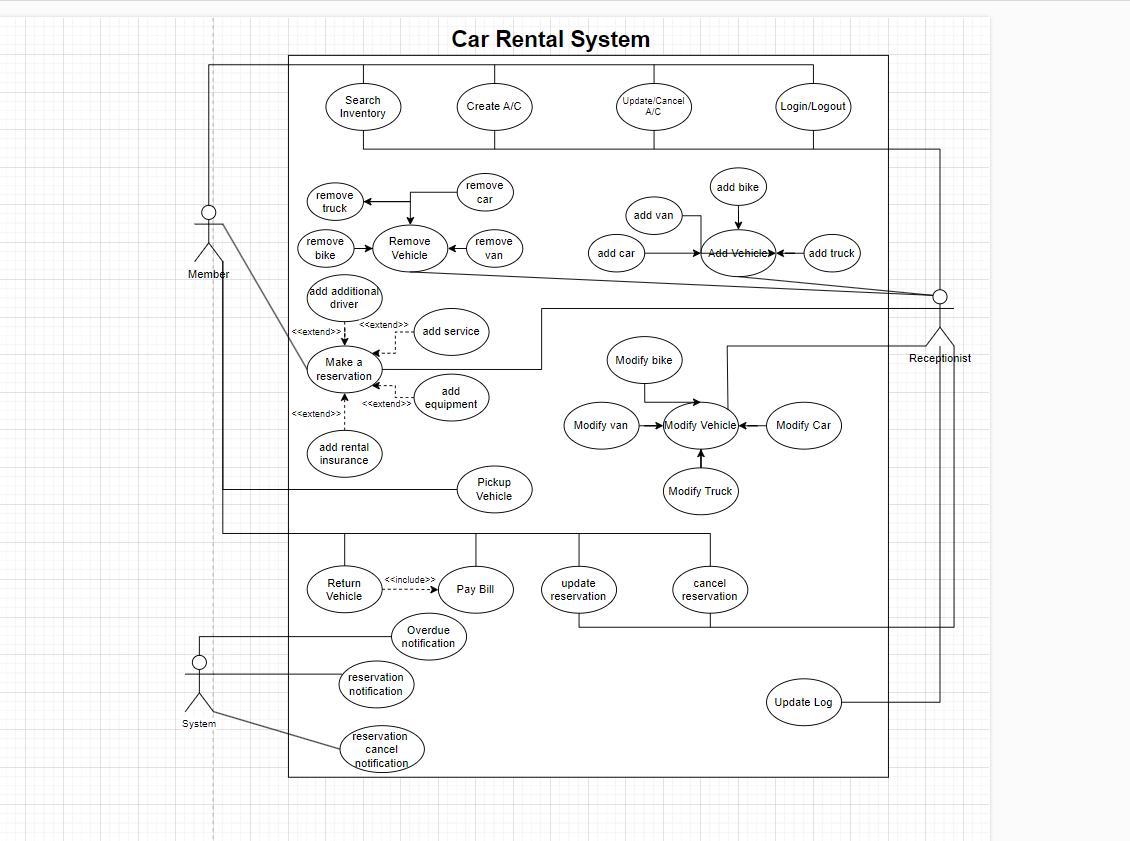 Car Rental System
Search
Inventory
Create A/C
Update/Cancel
A/C
Login/Logout
remove
truck
remove
car
add bike
add van
remove
bike
Remove
Vehicle
remove
van
add car
Add Vehicle
add truck
Member
add additional
driver
<<extend>>
<<extend>>
add service
Make a
reservation
Receptionist
Modify bike
add
equipment
<<extend>>
<<extend>>
Modify van
Modify Vehicle
Modify Car
add rental
insurance
Pickup
Vehicle
Modify Truck
Return
Vehicle
<<include>>
Pay Bill
update
reservation
cancel
reservation
Overdue
notification
reservation
notification
System
Update Log
reservation
cancel
notification